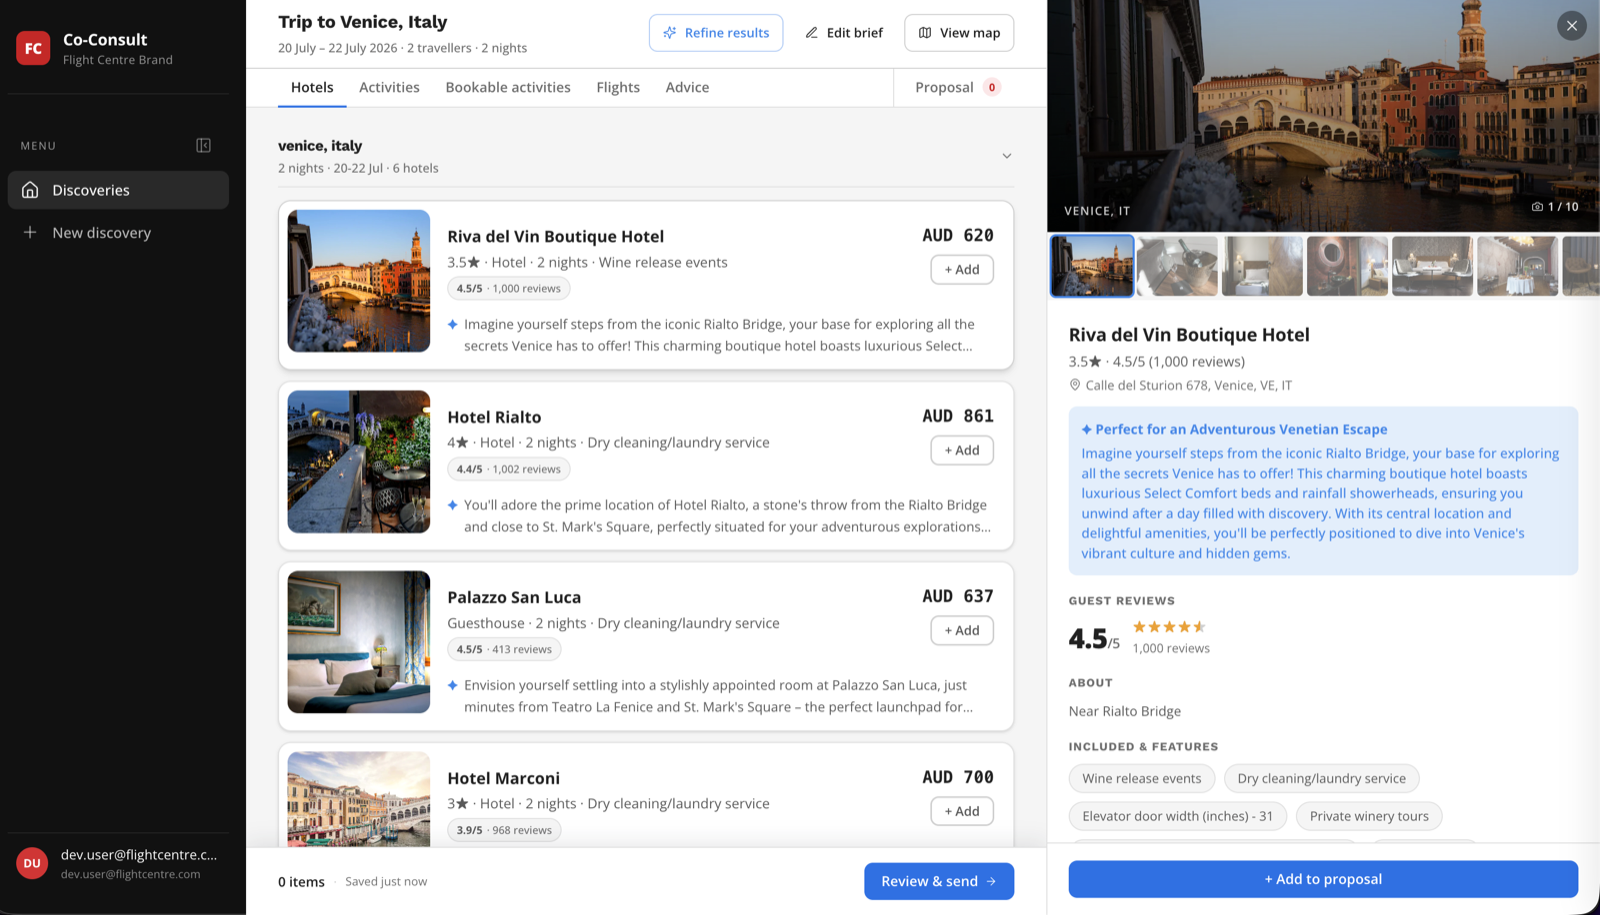 FC
Co-Consult
Flight Centre Brand
MENU
Discoveries
New discovery
DU
dev.user@flightcentre.c...
dev.user@flightcentre.com
Trip to Venice, Italy
20 July – 22 July 2026 · 2 travellers · 2 nights
Refine results
Edit brief
View map
Hotels
Activities
Bookable activities
Flights
Advice
Proposal 0
venice, italy
2 nights · 20-22 Jul · 6 hotels
Riva del Vin Boutique Hotel
AUD 620
3.5★ · Hotel · 2 nights · Wine release events
+ Add
4.5/5 · 1,000 reviews
Imagine yourself steps from the iconic Rialto Bridge, your base for exploring all the
secrets Venice has to offer! This charming boutique hotel boasts luxurious Select...
Hotel Rialto
AUD 861
4★ · Hotel · 2 nights · Dry cleaning/laundry service
+ Add
4.4/5 · 1,002 reviews
You'll adore the prime location of Hotel Rialto, a stone's throw from the Rialto Bridge
and close to St. Mark's Square, perfectly situated for your adventurous explorations...
Palazzo San Luca
AUD 637
Guesthouse · 2 nights · Dry cleaning/laundry service
+ Add
4.5/5 · 413 reviews
Envision yourself settling into a stylishly appointed room at Palazzo San Luca, just
minutes from Teatro La Fenice and St. Mark's Square – the perfect launchpad for...
Hotel Marconi
AUD 700
3★ · Hotel · 2 nights · Dry cleaning/laundry service
+ Add
3.9/5 · 968 reviews
0 items · Saved just now
Review & send →
VENICE, IT
1 / 10
Riva del Vin Boutique Hotel
3.5★ · 4.5/5 (1,000 reviews)
Calle del Sturion 678, Venice, VE, IT
Perfect for an Adventurous Venetian Escape
Imagine yourself steps from the iconic Rialto Bridge, your base for exploring
all the secrets Venice has to offer! This charming boutique hotel boasts
luxurious Select Comfort beds and rainfall showerheads, ensuring you
unwind after a day filled with discovery. With its central location and
delightful amenities, you'll be perfectly positioned to dive into Venice's
vibrant culture and hidden gems.
GUEST REVIEWS
4.5/5
1,000 reviews
ABOUT
Near Rialto Bridge
INCLUDED & FEATURES
Wine release events
Dry cleaning/laundry service
Elevator door width (inches) - 31
Private winery tours
+ Add to proposal